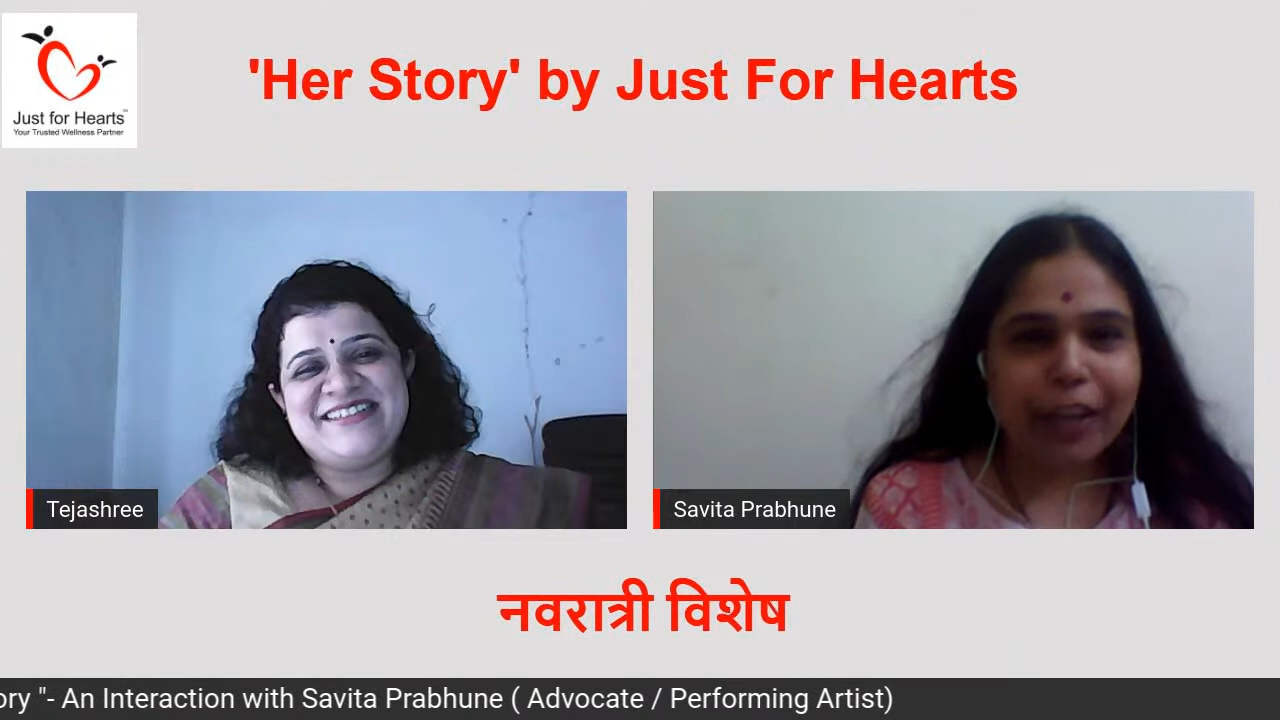 'Her Story' by Just For Hearts
Just for Hearts™
Your Trusted Wellness Partner
Tejashree
Savita Prabhune
नवरात्री विशेष
ory "- An Interaction with Savita Prabhune ( Advocate / Performing Artist)